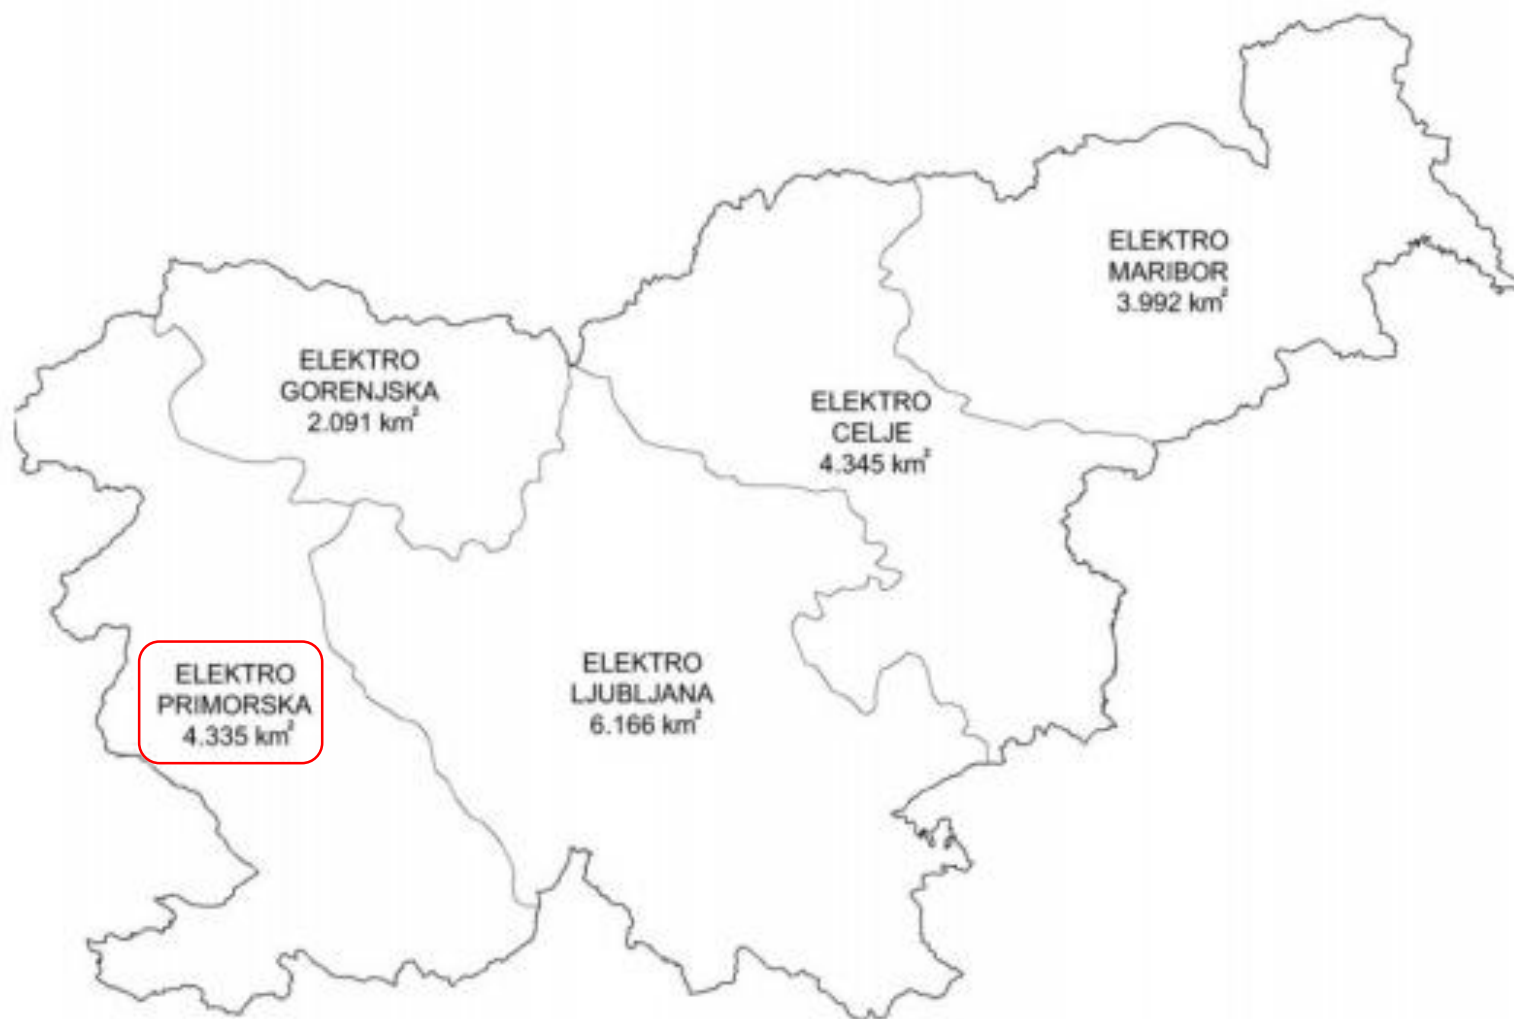 ELEKTRO
MARIBOR
3.992 km²
ELEKTRO
GORENJSKA
2.091 km²
ELEKTRO
CELJE
4.345 km²
ELEKTRO
PRIMORSKA
4.335 km²
ELEKTRO
LJUBLJANA
6.166 km²